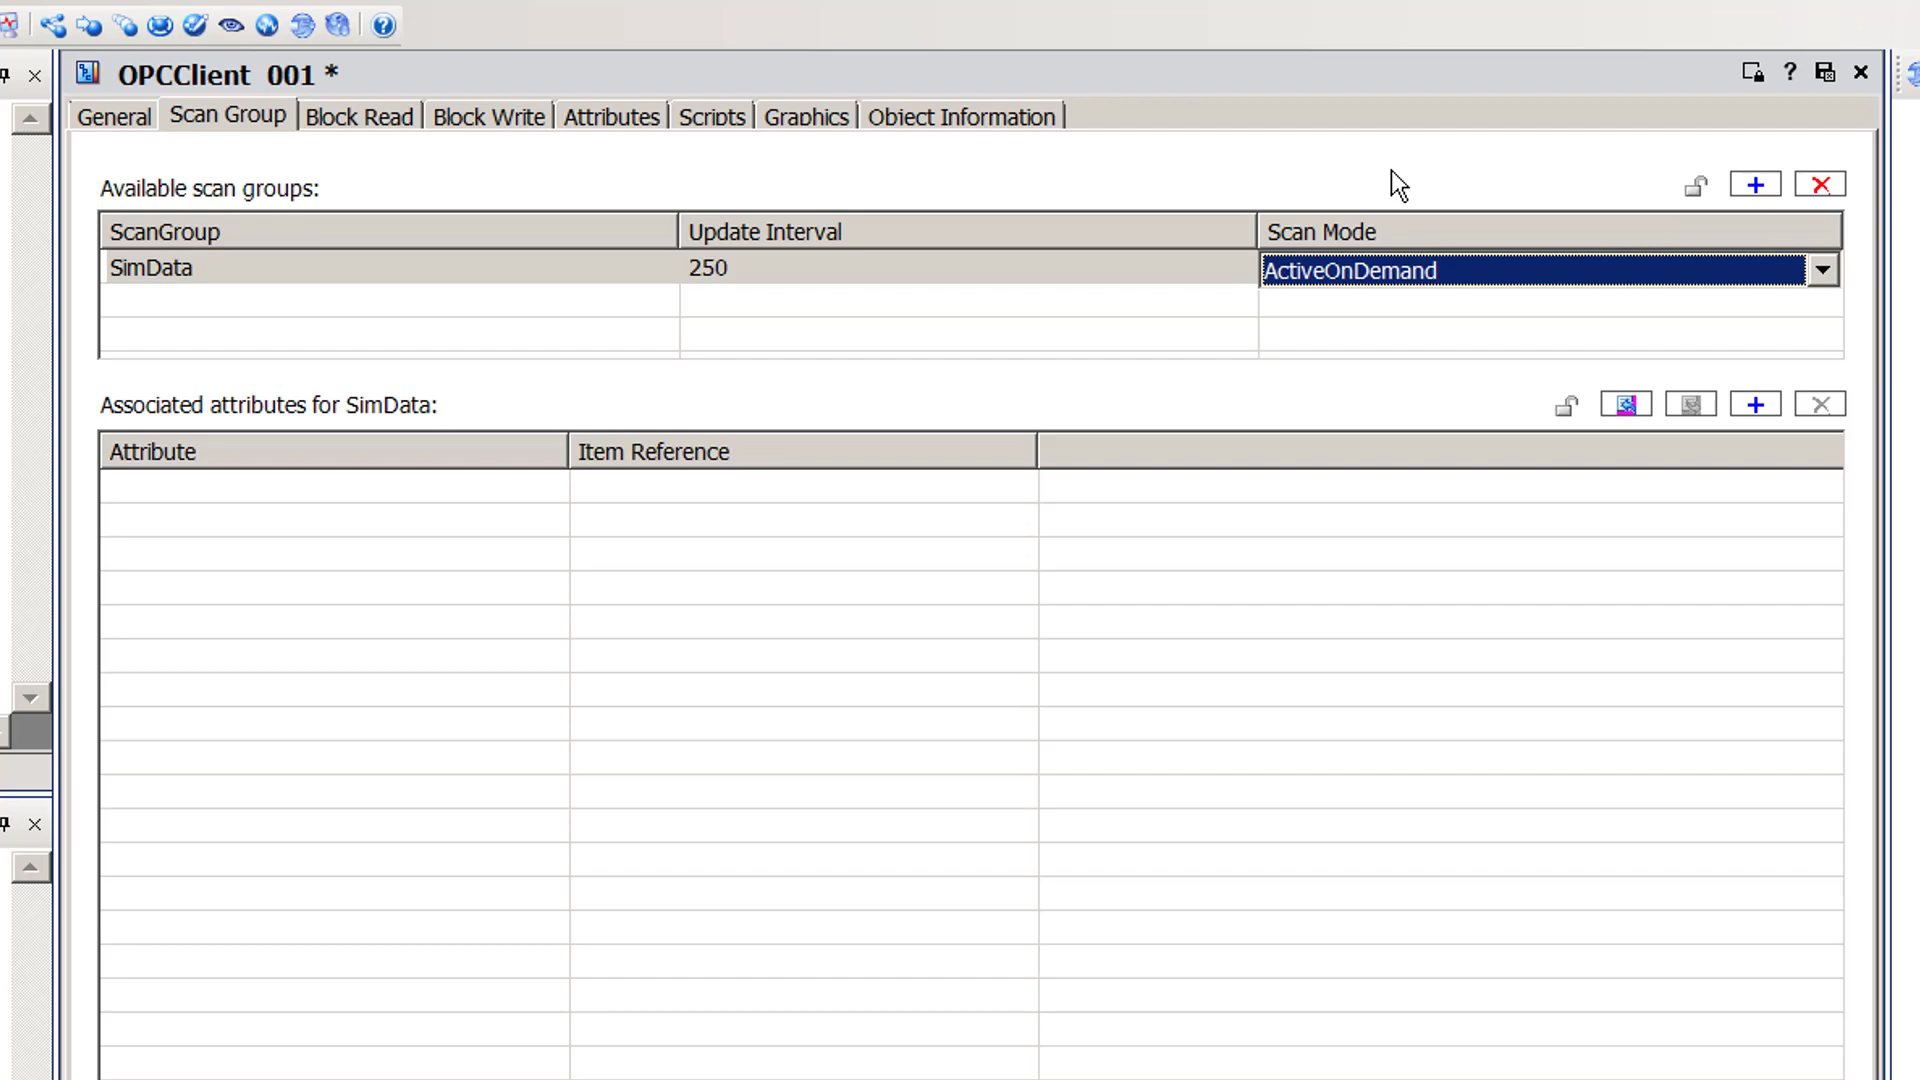 OPCClient_001 *
General Scan Group Block Read Block Write Attributes Scripts Graphics Object Information
Available scan groups:
ScanGroup Update Interval Scan Mode
SimData 250 ActiveOnDemand
Associated attributes for SimData:
Attribute Item Reference